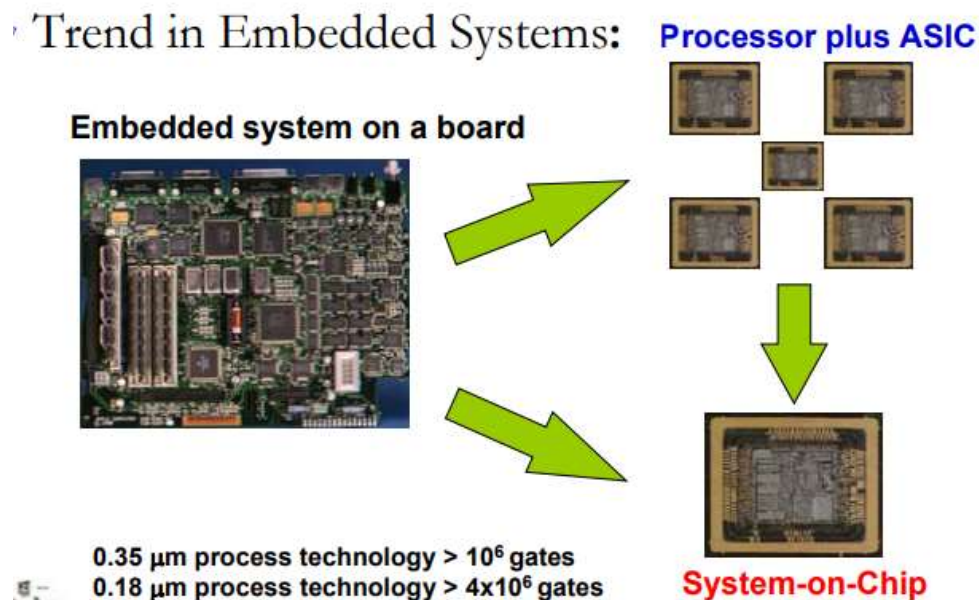 Trend in Embedded Systems:
Processor plus ASIC
Embedded system on a board
0.35 µm process technology > 10⁶ gates
0.18 µm process technology > 4x10⁶ gates
System-on-Chip